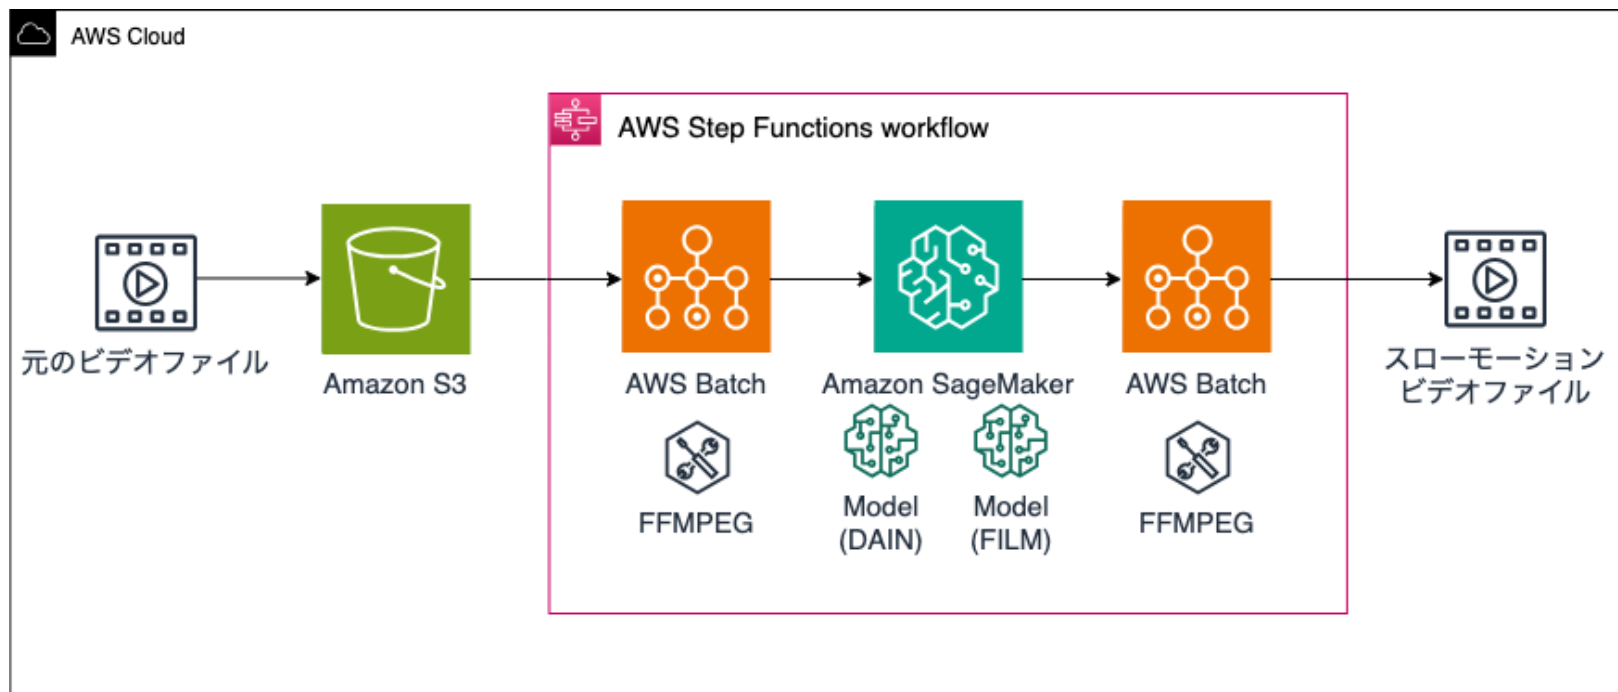 AWS Cloud
AWS Step Functions workflow
元のビデオファイル
Amazon S3
AWS Batch
FFMPEG
Amazon SageMaker
Model
(DAIN)
Model
(FILM)
AWS Batch
FFMPEG
スローモーション
ビデオファイル